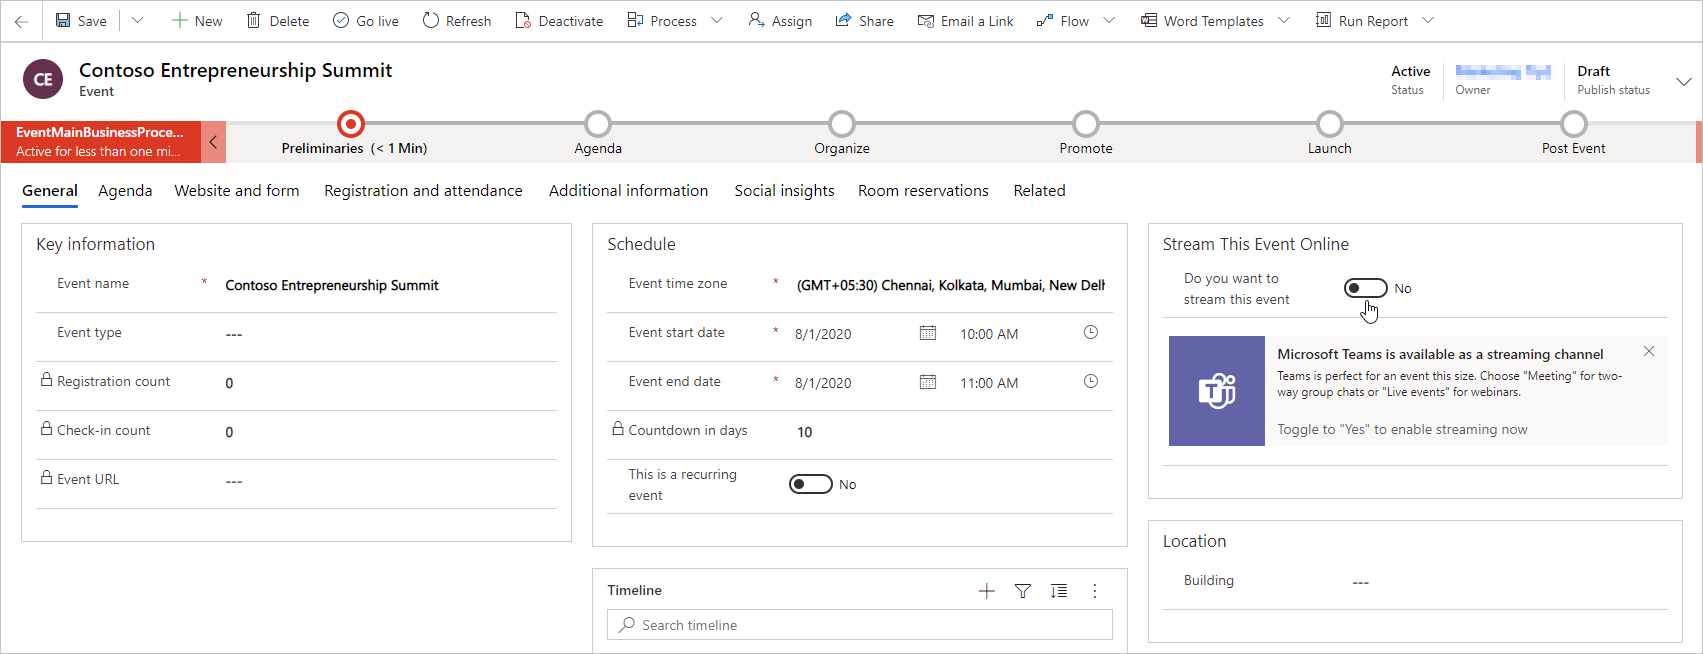 Save
New
Delete
Go live
Refresh
Deactivate
Process
Assign
Share
Email a Link
Flow
Word Templates
Run Report
CE
Contoso Entrepreneurship Summit
Event
Active
Status
Owner
Draft
Publish status
EventMainBusinessProce...
Active for less than one mi...
Preliminaries (< 1 Min)
Agenda
Organize
Promote
Launch
Post Event
General
Agenda
Website and form
Registration and attendance
Additional information
Social insights
Room reservations
Related
Key information
Event name * Contoso Entrepreneurship Summit
Event type ---
Registration count 0
Check-in count 0
Event URL ---
Schedule
Event time zone * (GMT+05:30) Chennai, Kolkata, Mumbai, New Delh
Event start date * 8/1/2020 10:00 AM
Event end date * 8/1/2020 11:00 AM
Countdown in days 10
This is a recurring
event
No
Timeline
Search timeline
Stream This Event Online
Do you want to
stream this event
No
Microsoft Teams is available as a streaming channel
Teams is perfect for an event this size. Choose "Meeting" for two-
way group chats or "Live events" for webinars.
Toggle to "Yes" to enable streaming now
Location
Building ---